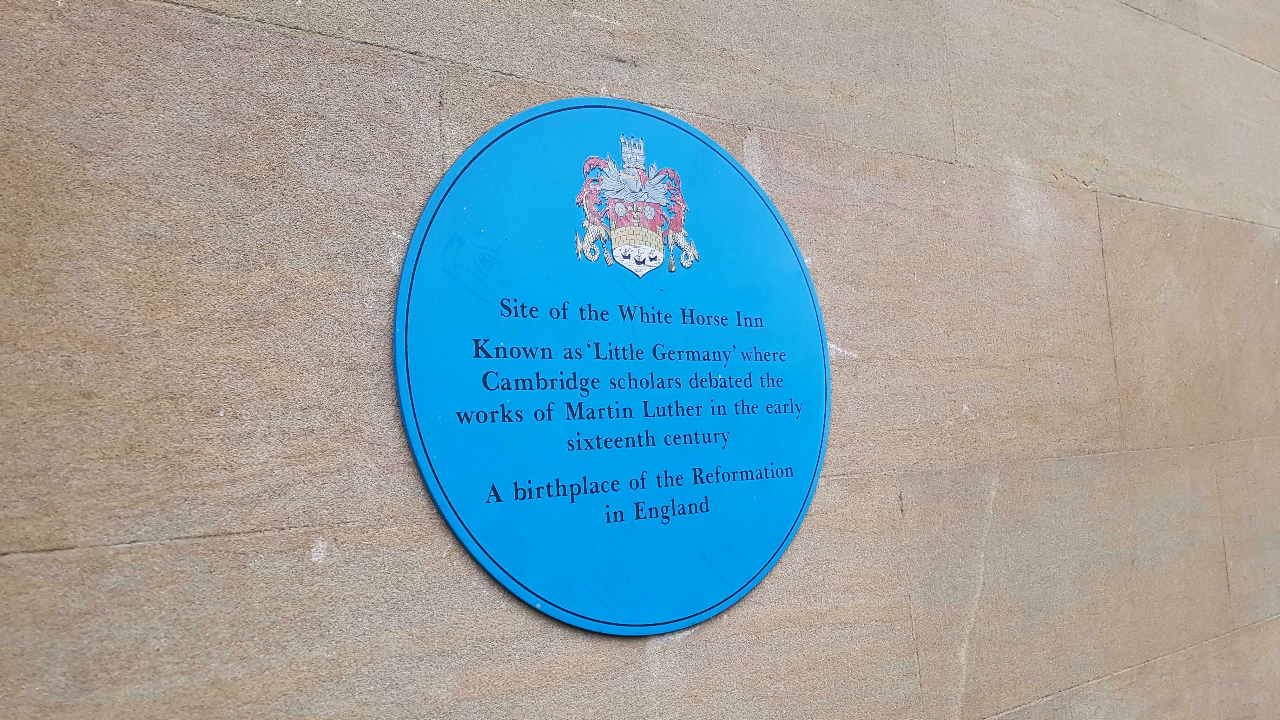 Site of the White Horse Inn
Known as 'Little Germany' where
Cambridge scholars debated the
works of Martin Luther in the early
sixteenth century
A birthplace of the Reformation
in England